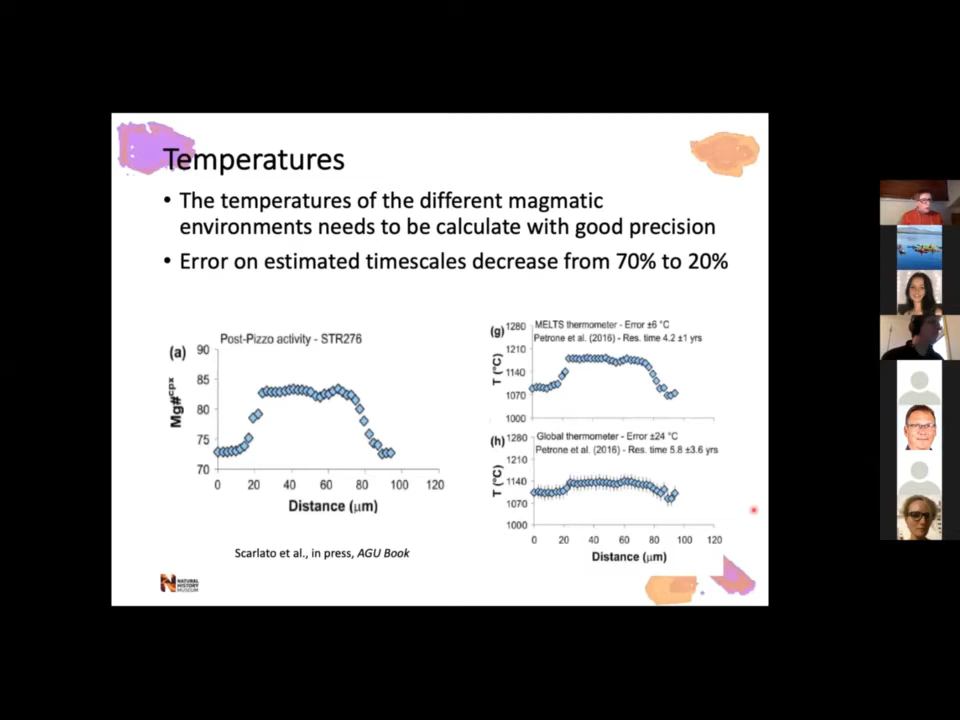 Temperatures
• The temperatures of the different magmatic
environments needs to be calculate with good precision
• Error on estimated timescales decrease from 70% to 20%
Post-Pizzo activity - STR276
(a)
90
85
80
75
70
Mg#cpx
0 20 40 60 80 100 120
Distance (μm)
Scarlato et al., in press, AGU Book
(g)
MELTS thermometer - Error ±6 °C
Petrone et al. (2016) - Res. time 4.2 ±1 yrs
1280
1210
1140
1070
1000
T (°C)
(h)
Global thermometer - Error ±24 °C
Petrone et al. (2016) - Res. time 5.8 ±3.6 yrs
1280
1210
1140
1070
1000
T (°C)
0 20 40 60 80 100 120
Distance (μm)
NATURAL
HISTORY
MUSEUM